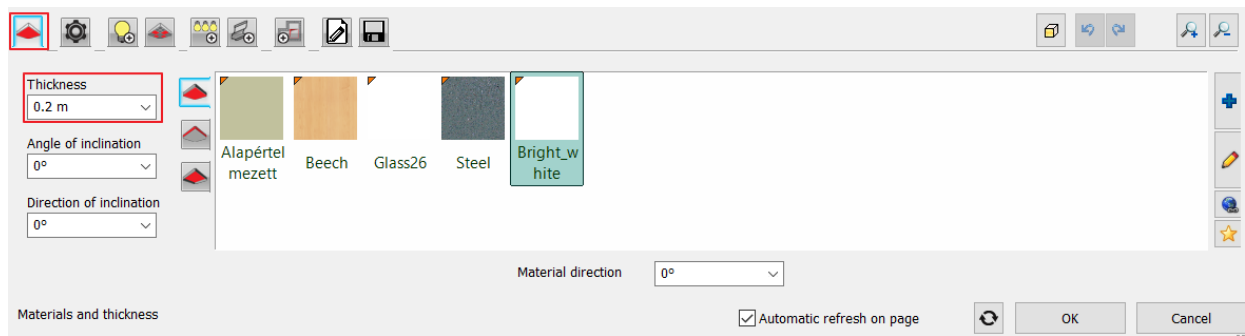 Thickness
0.2 m
Angle of inclination
0°
Direction of inclination
0°
Alapértel
mezett
Beech
Glass26
Steel
Bright_w
hite
Material direction
0°
Materials and thickness
Automatic refresh on page
OK
Cancel